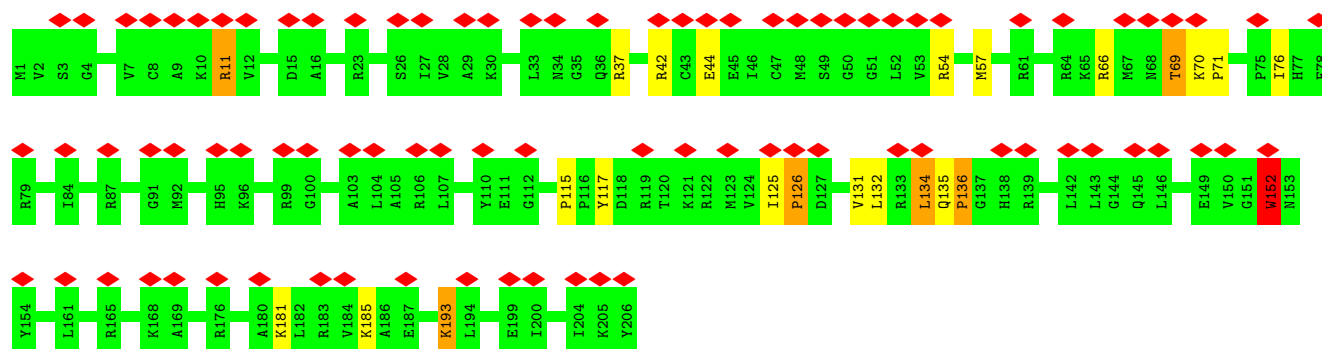 M1 V2 S3 G4 V7 C8 A9 K10 R11 V12 D15 A16 R23 S26 I27 V28 A29 K30 L33 N34 G35 Q36 R37 R42 C43 E44 E45 I46 C47 M48 S49 G50 G51 L52 V53 R54 M57 R61 R64 K65 R66 M67 N68 T69 K70 P71 P75 I76 H77
R79 I84 R87 G91 M92 H95 K96 R99 G100 A103 L104 A105 R106 L107 Y110 E111 G112 P115 P116 Y117 D118 R119 T120 K121 R122 M123 V124 I125 P126 D127 V131 L132 R133 L134 Q135 P136 G137 H138 R139 L142 L143 G144 Q145 L146 E149 V150 G151 W152 N153
Y154 L161 R165 K168 A169 R176 A180 K181 L182 R183 V184 K185 A186 E187 K193 L194 E199 I200 I204 K205 Y206